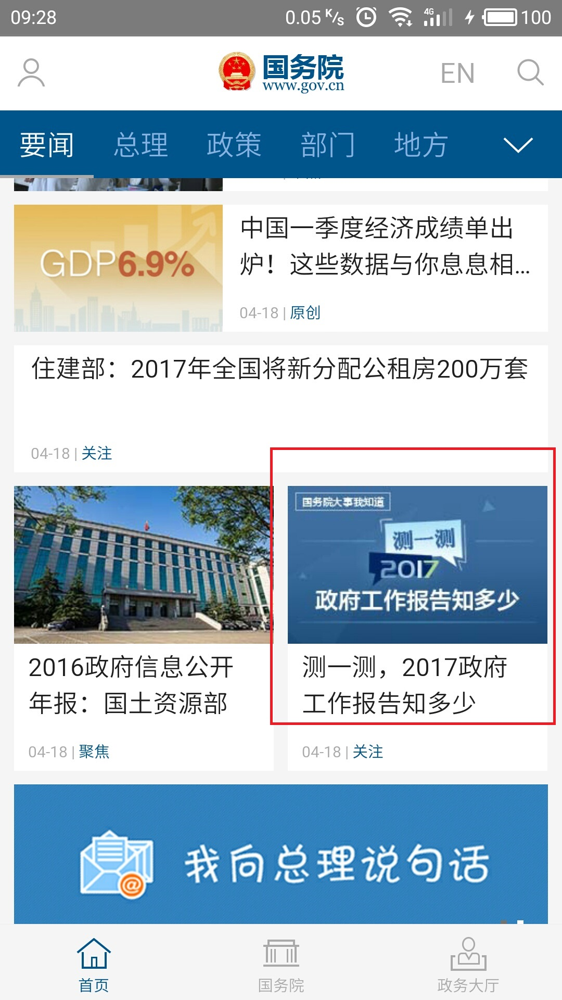 09:28
0.05 K/s
4G
100
国务院
www.gov.cn
EN
要闻 总理 政策 部门 地方
GDP6.9%
中国一季度经济成绩单出
炉！这些数据与你息息相...
04-18 | 原创
住建部：2017年全国将新分配公租房200万套
04-18 | 关注
国务院大事我知道
测一测
2017
政府工作报告知多少
2016政府信息公开
年报：国土资源部
04-18 | 聚焦
测一测，2017政府
工作报告知多少
04-18 | 关注
@
我向总理说句话
首页
国务院
政务大厅